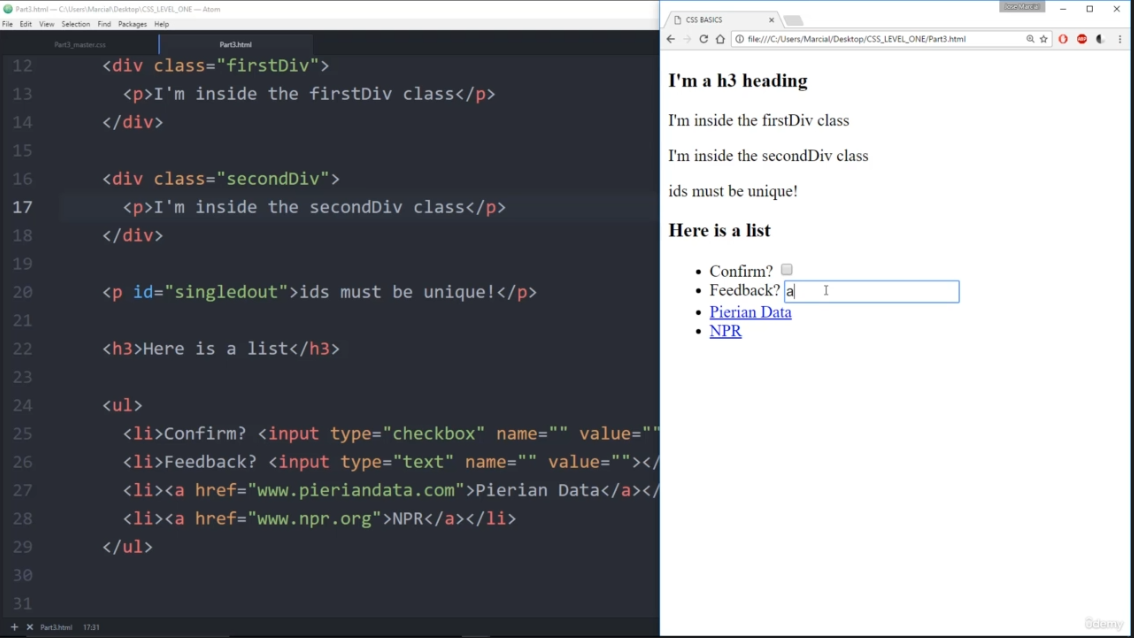 Part3.html — C:\Users\Marcial\Desktop\CSS_LEVEL_ONE — Atom
File Edit View Selection Find Packages Help
Part3_master.css
Part3.html
12 <div class="firstDiv">
13 <p>I'm inside the firstDiv class</p>
14 </div>
15
16 <div class="secondDiv">
17 <p>I'm inside the secondDiv class</p>
18 </div>
19
20 <p id="singledout">ids must be unique!</p>
21
22 <h3>Here is a list</h3>
23
24 <ul>
25 <li>Confirm? <input type="checkbox" name="" value=""
26 <li>Feedback? <input type="text" name="" value=""></
27 <li><a href="www.pieriandata.com">Pierian Data</a></
28 <li><a href="www.npr.org">NPR</a></li>
29 </ul>
30
31
Part3.html 17:31
Jose Marcial
CSS BASICS
file:///C:/Users/Marcial/Desktop/CSS_LEVEL_ONE/Part3.html
I'm a h3 heading
I'm inside the firstDiv class
I'm inside the secondDiv class
ids must be unique!
Here is a list
Confirm?
Feedback? a
Pierian Data
NPR
ûdemy